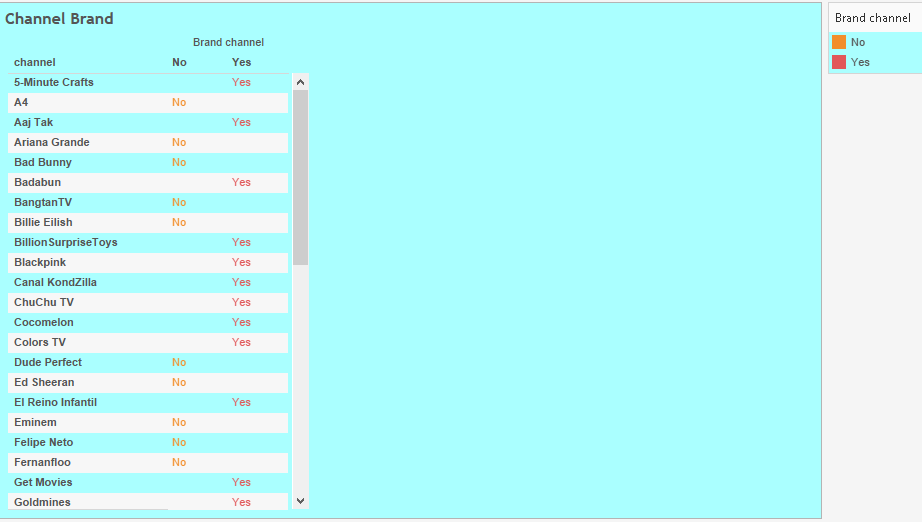 Channel Brand
Brand channel
channel No Yes
5-Minute Crafts Yes
A4 No
Aaj Tak Yes
Ariana Grande No
Bad Bunny No
Badabun Yes
BangtanTV No
Billie Eilish No
BillionSurpriseToys Yes
Blackpink Yes
Canal KondZilla Yes
ChuChu TV Yes
Cocomelon Yes
Colors TV Yes
Dude Perfect No
Ed Sheeran No
El Reino Infantil Yes
Eminem No
Felipe Neto No
Fernanfloo No
Get Movies Yes
Goldmines Yes
Brand channel
No
Yes